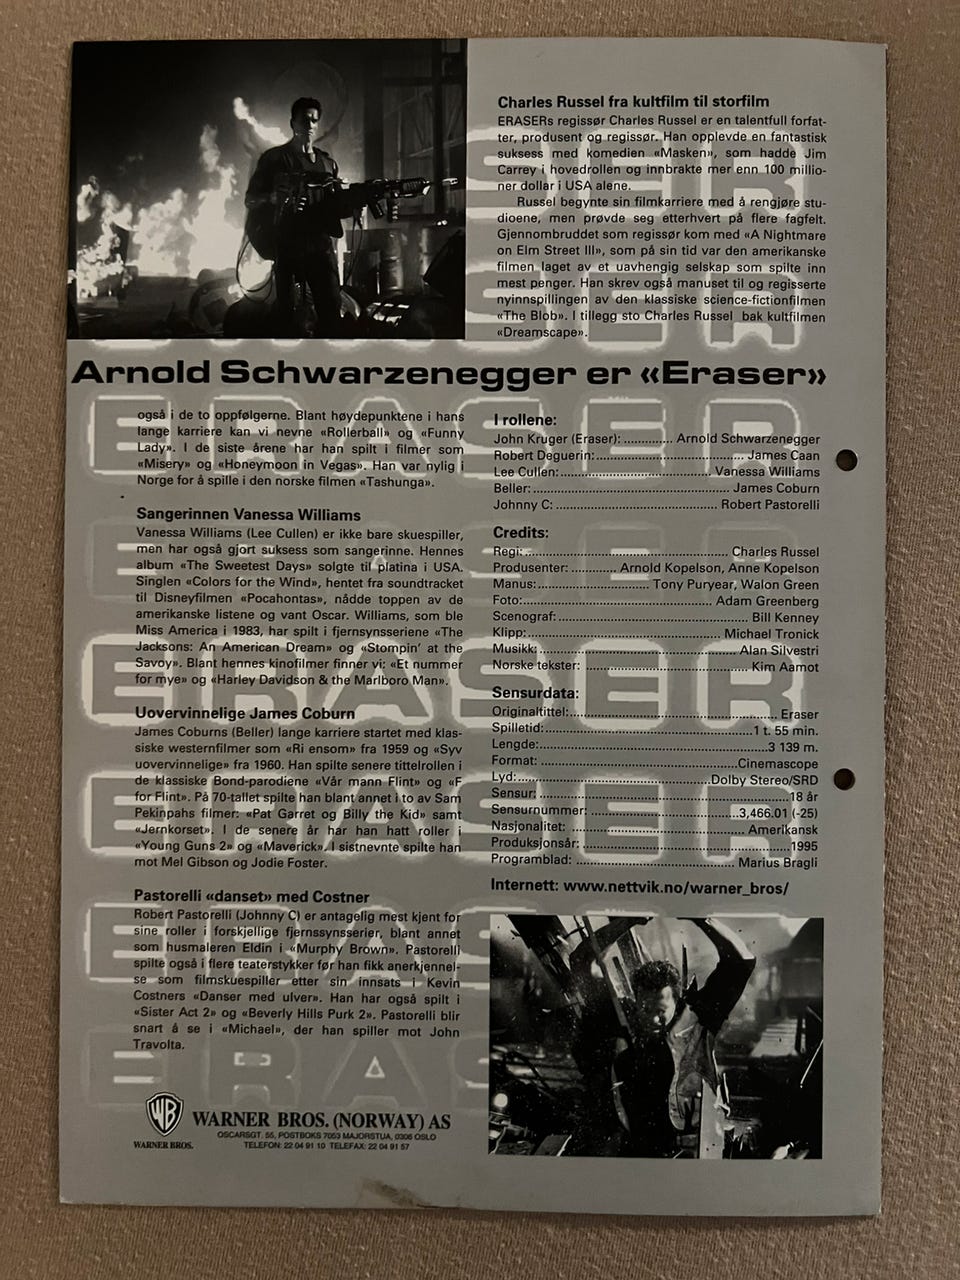 Charles Russel fra kultfilm til storfilm
ERASERs regissør Charles Russel er en talentfull forfat-
ter, produsent og regissør. Han opplevde en fantastisk
suksess med komedien «Masken», som hadde Jim
Carrey i hovedrollen og innbrakte mer enn 100 millio-
ner dollar i USA alene.
Russel begynte sin filmkarriere med å rengjøre stu-
dioene, men prøvde seg etterhvert på flere fagfelt.
Gjennombruddet som regissør kom med «A Nightmare
on Elm Street III», som på sin tid var den amerikanske
filmen laget av et uavhengig selskap som spilte inn
mest penger. Han skrev også manuset til og regisserte
nyinnspillingen av den klassiske science-fictionfilmen
«The Blob». I tillegg sto Charles Russel bak kultfilmen
«Dreamscape».
Arnold Schwarzenegger er «Eraser»
også i de to oppfølgerne. Blant høydepunktene i hans
lange karriere kan vi nevne «Rollerball» og «Funny
Lady». I de siste årene har han spilt i filmer som
«Misery» og «Honeymoon in Vegas». Han var nylig i
Norge for å spille i den norske filmen «Tashunga».
Sangerinnen Vanessa Williams
Vanessa Williams (Lee Cullen) er ikke bare skuespiller,
men har også gjort suksess som sangerinne. Hennes
album «The Sweetest Days» solgte til platina i USA.
Singlen «Colors for the Wind», hentet fra soundtracket
til Disneyfilmen «Pocahontas», nådde toppen av de
amerikanske listene og vant Oscar. Williams, som ble
Miss America i 1983, har spilt i fjernsynsseriene «The
Jacksons: An American Dream» og «Stompin' at the
Savoy». Blant hennes kinofilmer finner vi: «Et nummer
for mye» og «Harley Davidson & the Marlboro Man».
Uovervinnelige James Coburn
James Coburns (Beller) lange karriere startet med klas-
siske westernfilmer som «Ri ensom» fra 1959 og «Syv
uovervinnelige» fra 1960. Han spilte senere tittelrollen i
de klassiske Bond-parodiene «Vår mann Flint» og «F
for Flint». På 70-tallet spilte han blant annet i to av Sam
Pekinpahs filmer: «Pat Garret og Billy the Kid» samt
«Jernkorset». I de senere år har han hatt roller i
«Young Guns 2» og «Maverick». I sistnevnte spilte han
mot Mel Gibson og Jodie Foster.
Pastorelli «danset» med Costner
Robert Pastorelli (Johnny C) er antagelig mest kjent for
sine roller i forskjellige fjernssynsserier, blant annet
som husmaleren Eldin i «Murphy Brown». Pastorelli
spilte også i flere teaterstykker før han fikk anerkjennel-
se som filmskuespiller etter sin innsats i Kevin
Costners «Danser med ulver». Han har også spilt i
«Sister Act 2» og «Beverly Hills Purk 2». Pastorelli blir
snart å se i «Michael», der han spiller mot John
Travolta.
WB
WARNER BROS.
WARNER BROS. (NORWAY) AS
OSCARSGT. 55, POSTBOKS 7053 MAJORSTUA, 0306 OSLO
TELEFON: 22 04 91 10 TELEFAX: 22 04 91 57
I rollene:
John Kruger (Eraser): ............. Arnold Schwarzenegger
Robert Deguerin:........................................ James Caan
Lee Cullen:........................................Vanessa Williams
Beller:..................................................... James Coburn
Johnny C: ........................................... Robert Pastorelli
Credits:
Regi:...................................................... Charles Russel
Produsenter: ............ Arnold Kopelson, Anne Kopelson
Manus:............................. Tony Puryear, Walon Green
Foto:.................................................. Adam Greenberg
Scenograf:................................................... Bill Kenney
Klipp:.................................................... Michael Tronick
Musikk:..................................................... Alan Silvestri
Norske tekster: ........................................... Kim Aamot
Sensurdata:
Originaltittel:...................................................... Eraser
Spilletid:....................................................1 t. 55 min.
Lengde:.........................................................3 139 m.
Format: ................................................Cinemascope
Lyd:..................................................Dolby Stereo/SRD
Sensur: ...............................................................18 år
Sensurnummer: .....................................3,466.01 (-25)
Nasjonalitet: ............................................ Amerikansk
Produksjonsår:.....................................................1995
Programblad: ......................................... Marius Bragli
Internett: www.nettvik.no/warner_bros/
ERASER
ERASER
ERASER
ERASER
ERASER
ERASER
ERAS
ERAS